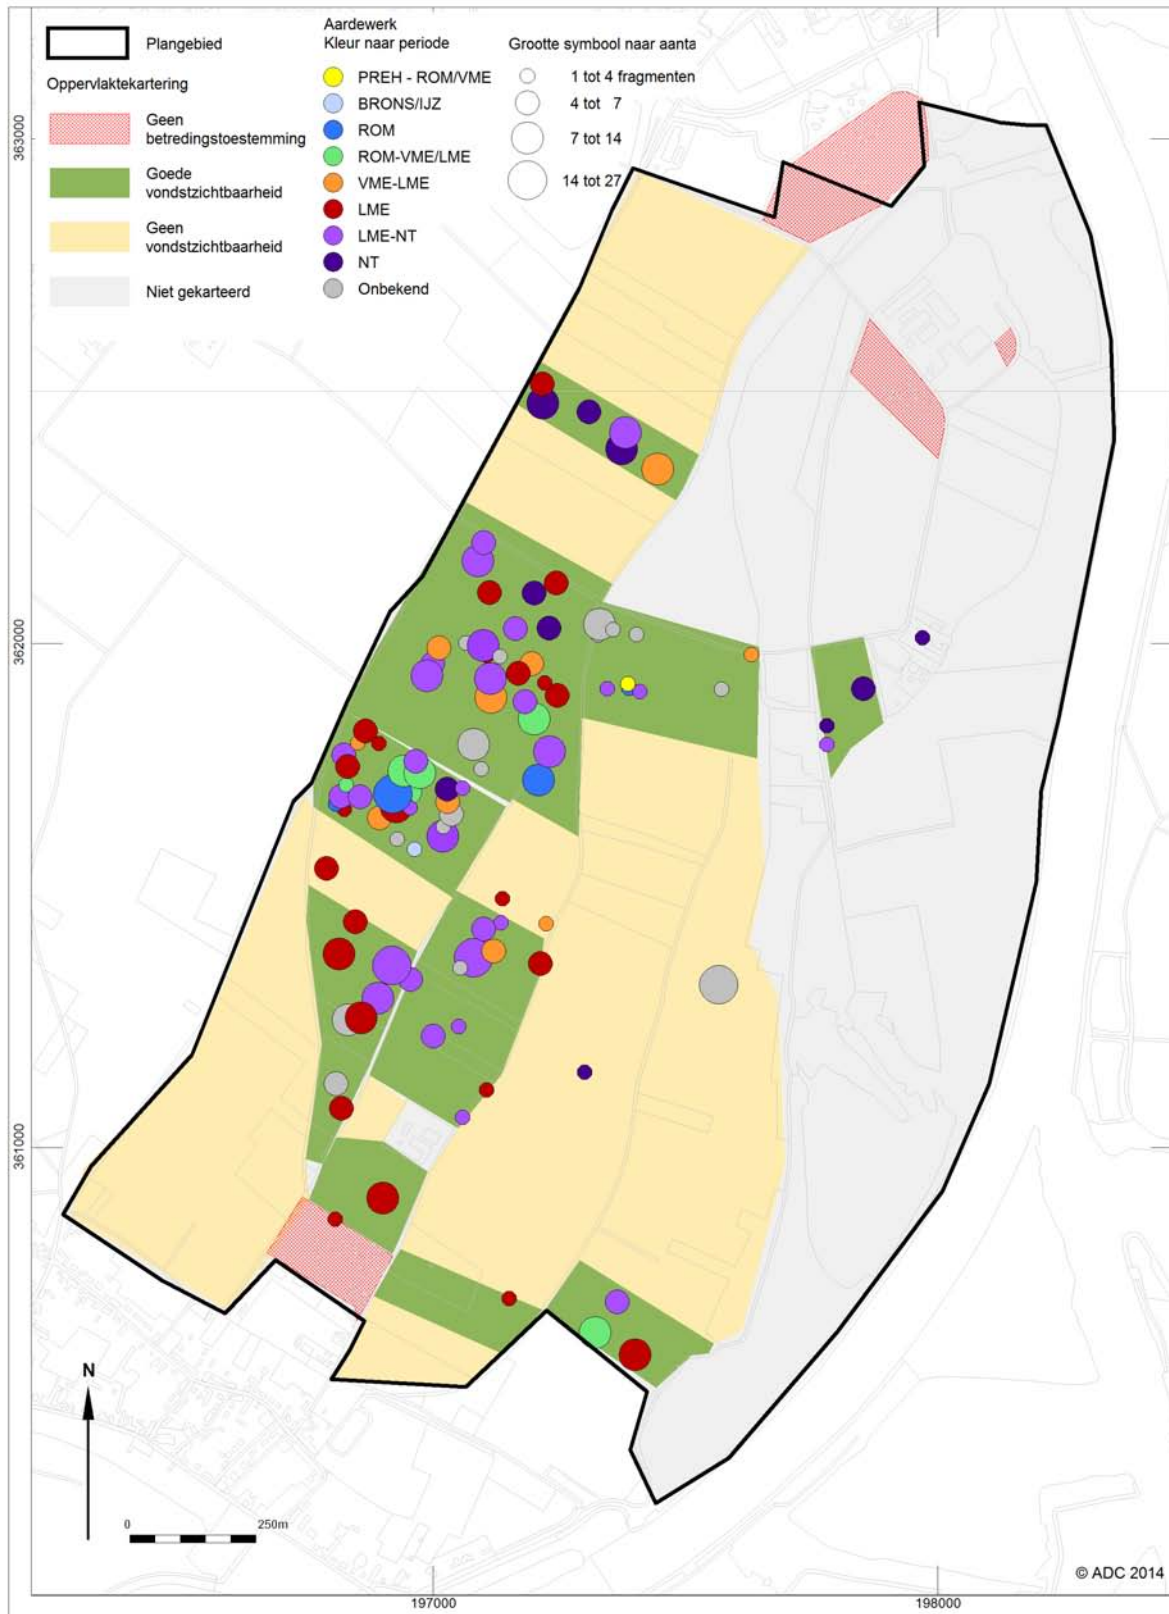 Plangebied
Oppervlaktekartering
Geen
betredingstoestemming
Goede
vondstzichtbaarheid
Geen
vondstzichtbaarheid
Niet gekarteerd
Aardewerk
Kleur naar periode
PREH - ROM/VME
BRONS/IJZ
ROM
ROM-VME/LME
VME-LME
LME
LME-NT
NT
Onbekend
Grootte symbool naar aanta
1 tot 4 fragmenten
4 tot 7
7 tot 14
14 tot 27
363000
362000
361000
N
0 250m
© ADC 2014
197000 198000